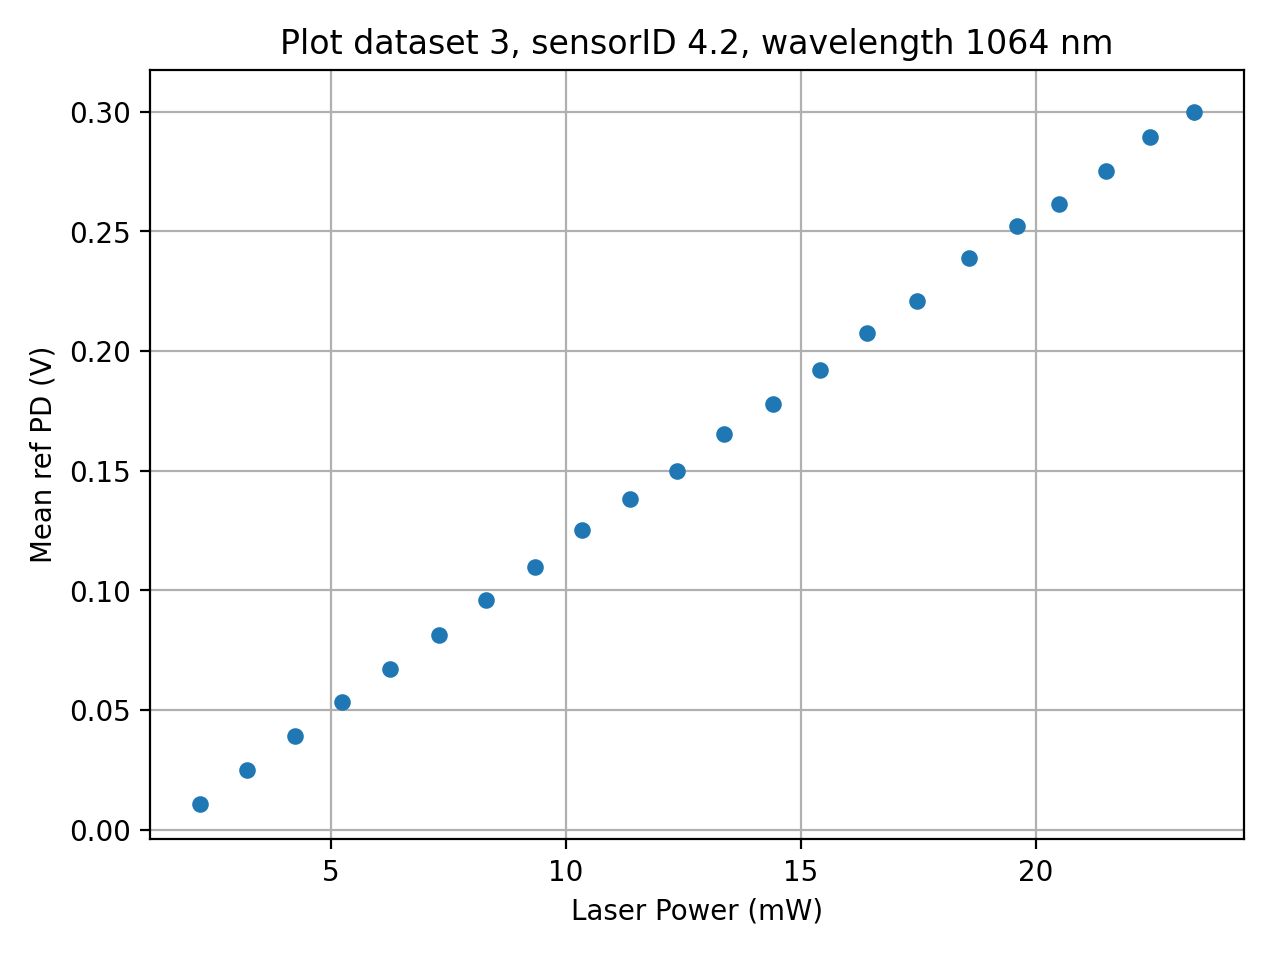 Plot dataset 3, sensorID 4.2, wavelength 1064 nm
0.30
0.25
0.20
0.15
0.10
0.05
0.00
Mean ref PD (V)
5 10 15 20
Laser Power (mW)